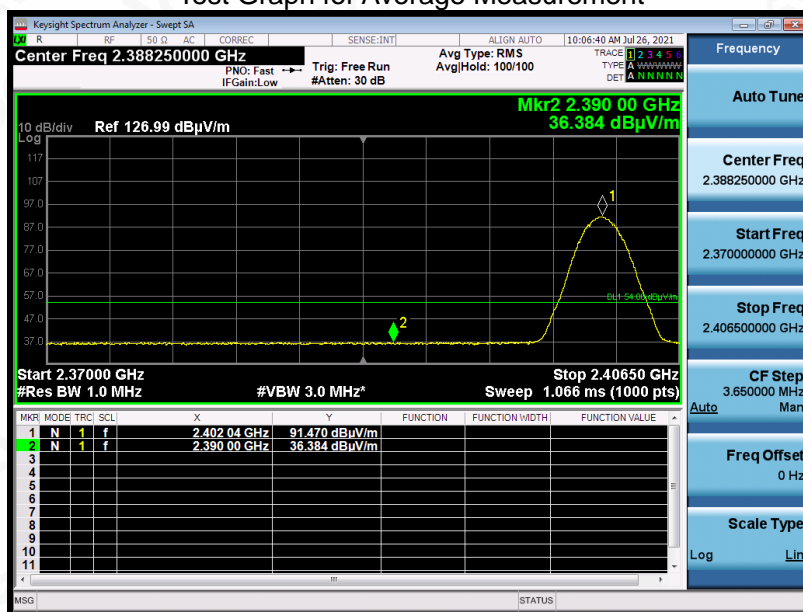 Test Graph for Average Measurement
Keysight Spectrum Analyzer - Swept SA
LXI R RF 50 Ω AC CORREC SENSE:INT ALIGN AUTO 10:06:40 AM Jul 26, 2021
Center Freq 2.388250000 GHz
PNO: Fast
IFGain:Low
Trig: Free Run
#Atten: 30 dB
Avg Type: RMS
Avg|Hold: 100/100
TRACE 1 2 3 4 5 6
TYPE A WWWWW
DET A N N N N N
Mkr2 2.390 00 GHz
36.384 dBµV/m
10 dB/div Ref 126.99 dBµV/m
Log
117
107
97.0
87.0
77.0
67.0
57.0
47.0
37.0
1
2
DL1 54.00 dBµV/m
Start 2.37000 GHz Stop 2.40650 GHz
#Res BW 1.0 MHz #VBW 3.0 MHz* Sweep 1.066 ms (1000 pts)
MKR MODE TRC SCL X Y FUNCTION FUNCTION WIDTH FUNCTION VALUE
1 N 1 f 2.402 04 GHz 91.470 dBµV/m
2 N 1 f 2.390 00 GHz 36.384 dBµV/m
3
4
5
6
7
8
9
10
11
MSG STATUS
Frequency
Auto Tune
Center Freq
2.388250000 GHz
Start Freq
2.370000000 GHz
Stop Freq
2.406500000 GHz
CF Step
3.650000 MHz
Auto Man
Freq Offset
0 Hz
Scale Type
Log Lin